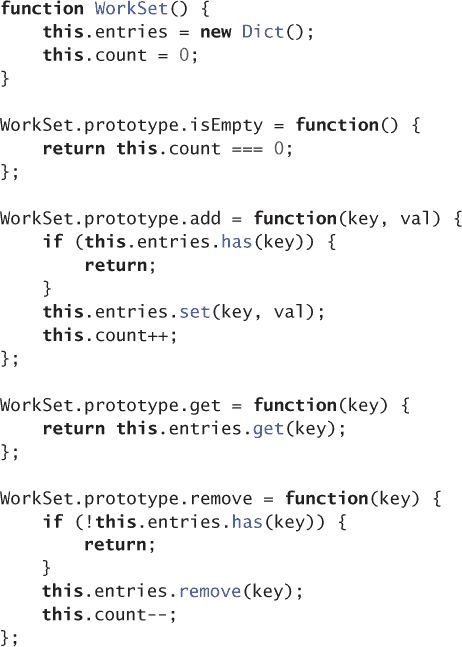 function WorkSet() {
    this.entries = new Dict();
    this.count = 0;
}

WorkSet.prototype.isEmpty = function() {
    return this.count === 0;
};

WorkSet.prototype.add = function(key, val) {
    if (this.entries.has(key)) {
        return;
    }
    this.entries.set(key, val);
    this.count++;
};

WorkSet.prototype.get = function(key) {
    return this.entries.get(key);
};

WorkSet.prototype.remove = function(key) {
    if (!this.entries.has(key)) {
        return;
    }
    this.entries.remove(key);
    this.count--;
};